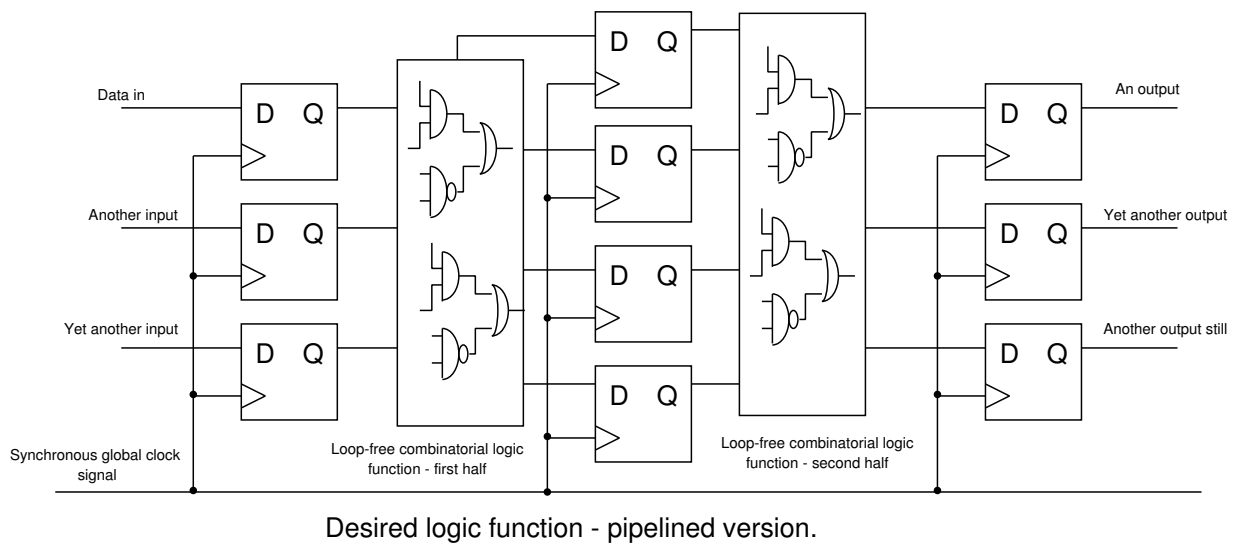 D Q
An output
Data in
D Q
D Q
D Q
Another input
Yet another output
D Q
D Q
D Q
Yet another input
Another output still
D Q
D Q
D Q
Loop-free combinatorial logic
function - first half
Loop-free combinatorial logic
function - second half
Synchronous global clock
signal
Desired logic function - pipelined version.